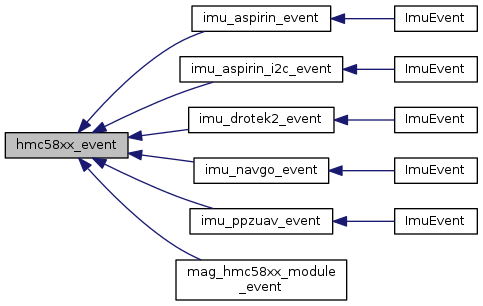 imu_aspirin_event
ImuEvent
imu_aspirin_i2c_event
ImuEvent
imu_drotek2_event
ImuEvent
hmc58xx_event
imu_navgo_event
ImuEvent
imu_ppzuav_event
ImuEvent
mag_hmc58xx_module
_event